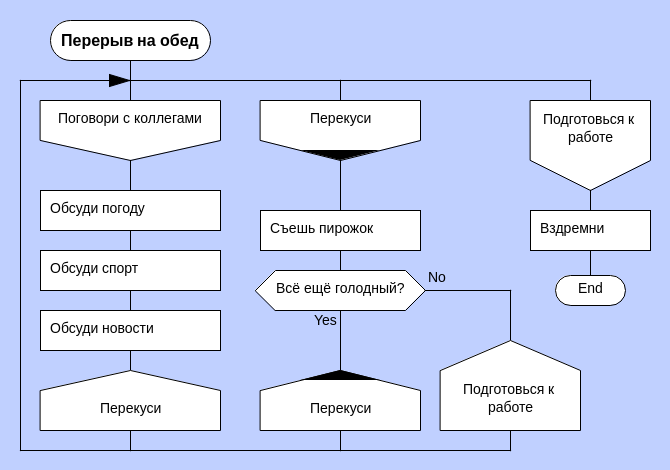 Перерыв на обед
Поговори с коллегами
Обсуди погоду
Обсуди спорт
Обсуди новости
Перекуси
Перекуси
Съешь пирожок
Всё ещё голодный?
No
Yes
Перекуси
Подготовься к
работе
Подготовься к
работе
Вздремни
End